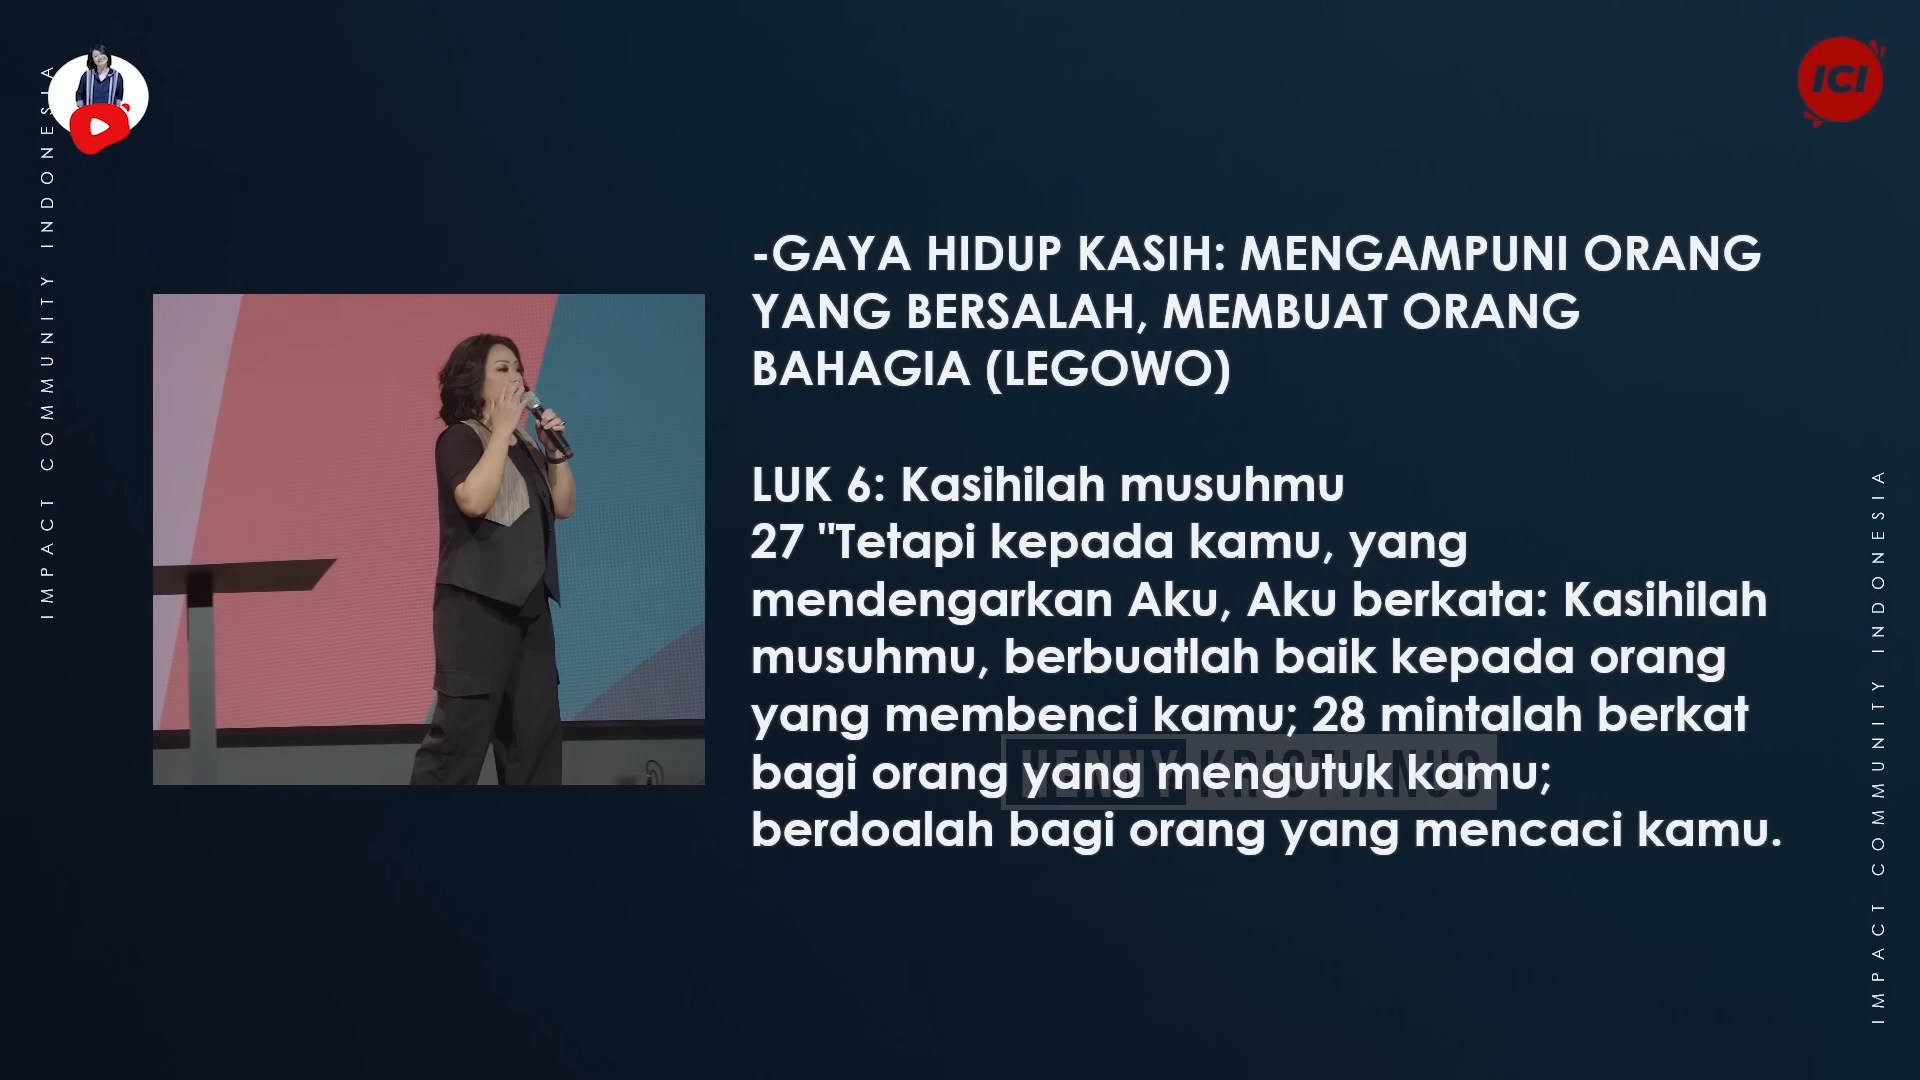 IMPACT COMMUNITY INDONESIA
ICI
-GAYA HIDUP KASIH: MENGAMPUNI ORANG
YANG BERSALAH, MEMBUAT ORANG
BAHAGIA (LEGOWO)
LUK 6: Kasihilah musuhmu
27 "Tetapi kepada kamu, yang
mendengarkan Aku, Aku berkata: Kasihilah
musuhmu, berbuatlah baik kepada orang
yang membenci kamu; 28 mintalah berkat
bagi orang yang mengutuk kamu;
berdoalah bagi orang yang mencaci kamu.
HENNY KRISTIANUS
IMPACT COMMUNITY INDONESIA